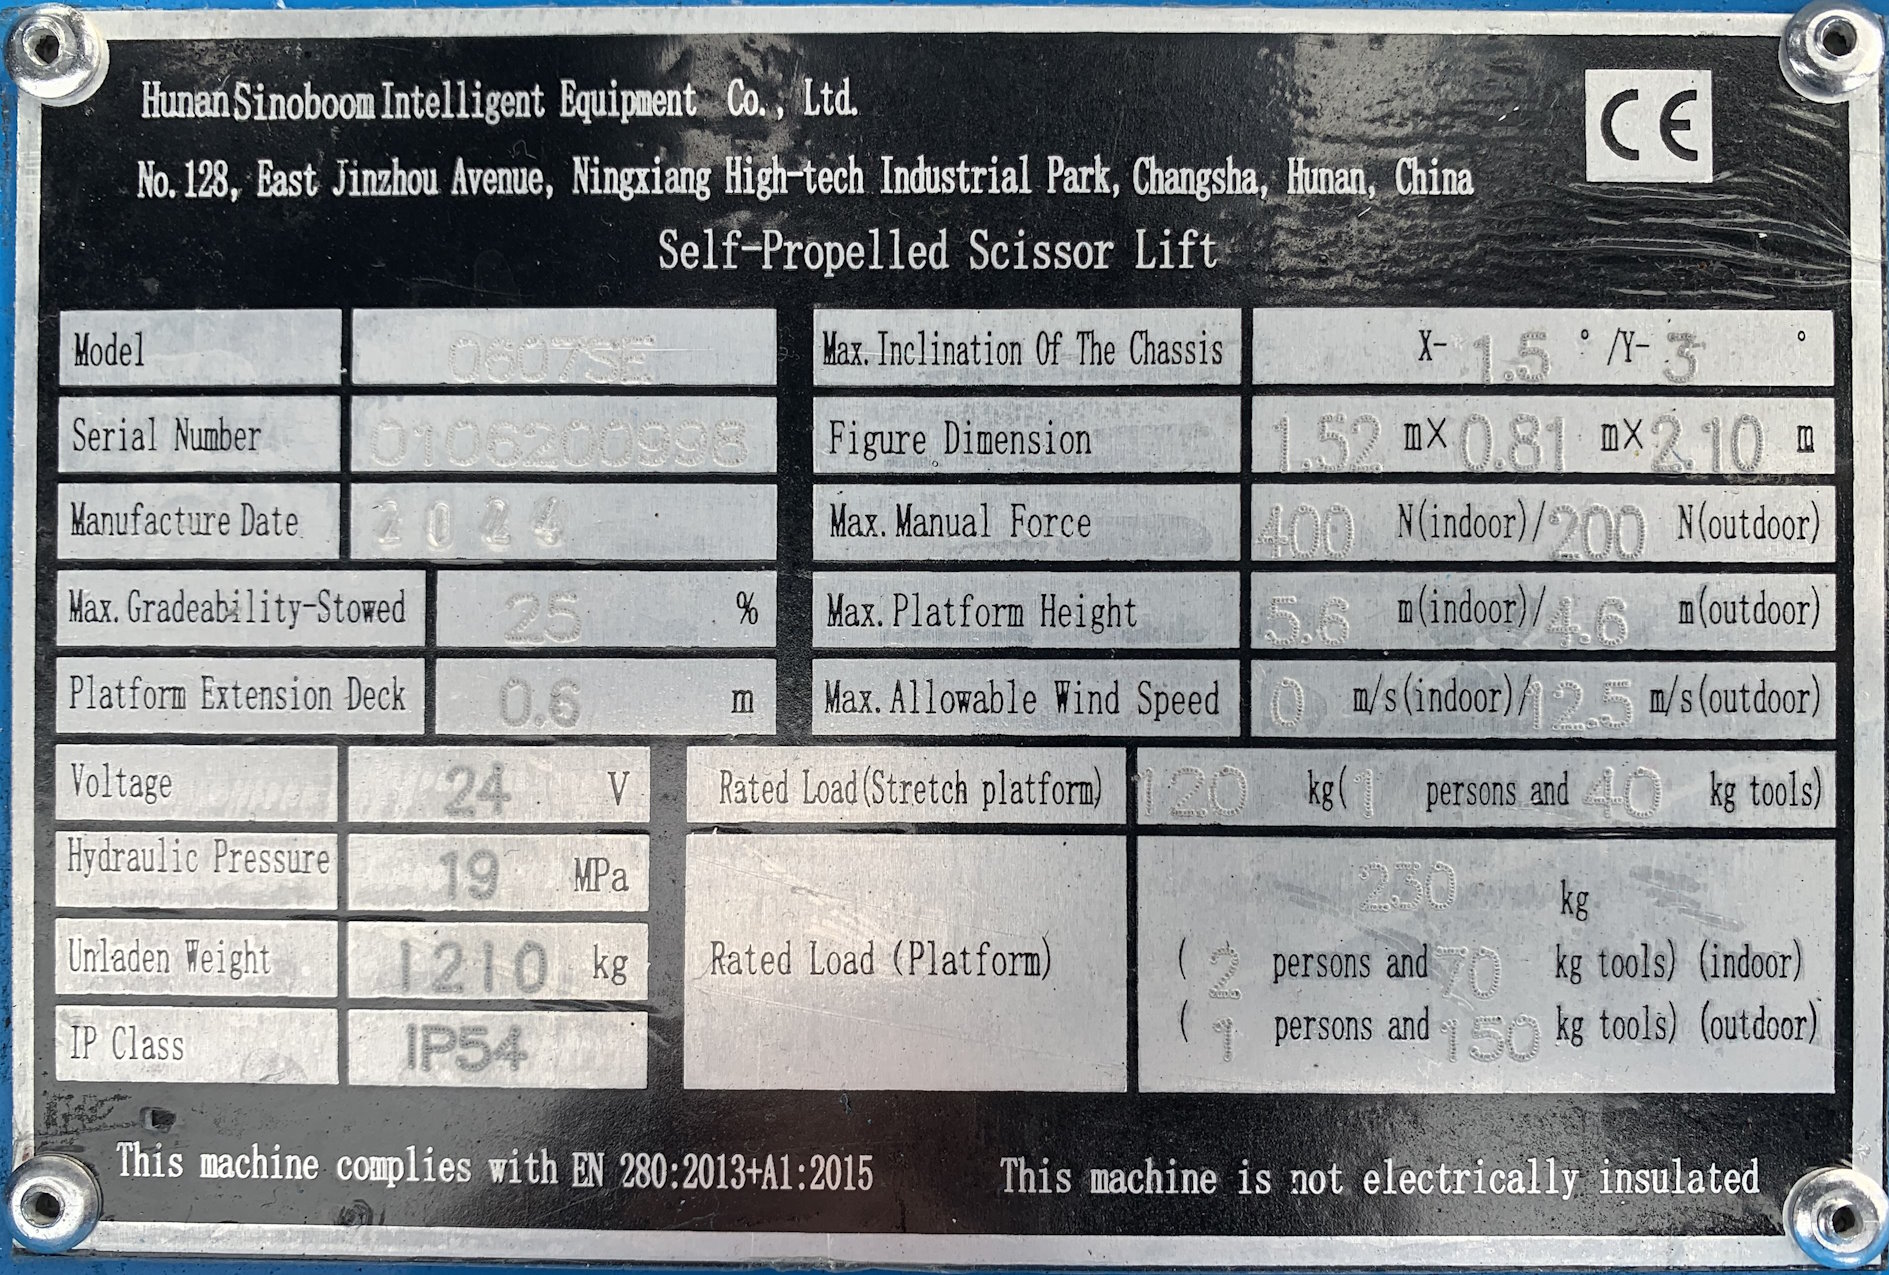 Hunan Sinoboom Intelligent Equipment Co., Ltd.
CE
No. 128, East Jinzhou Avenue, Ningxiang High-tech Industrial Park, Changsha, Hunan, China
Self-Propelled Scissor Lift
Model 0607SE
Serial Number 0106200998
Manufacture Date 2024
Max. Gradeability-Stowed 25 %
Platform Extension Deck 0.6 m
Voltage 24 V
Hydraulic Pressure 19 MPa
Unladen Weight 1210 kg
IP Class IP54
Max. Inclination Of The Chassis X- 1.5 ° /Y- 3 °
Figure Dimension 1.52 m× 0.81 m× 2.10 m
Max. Manual Force 400 N(indoor)/ 200 N(outdoor)
Max. Platform Height 5.6 m(indoor)/ 4.6 m(outdoor)
Max. Allowable Wind Speed 0 m/s(indoor)/ 12.5 m/s(outdoor)
Rated Load(Stretch platform) 120 kg( 1 persons and 40 kg tools)
Rated Load (Platform) 230 kg
( 2 persons and 70 kg tools) (indoor)
( 1 persons and 150 kg tools) (outdoor)
This machine complies with EN 280:2013+A1:2015
This machine is not electrically insulated